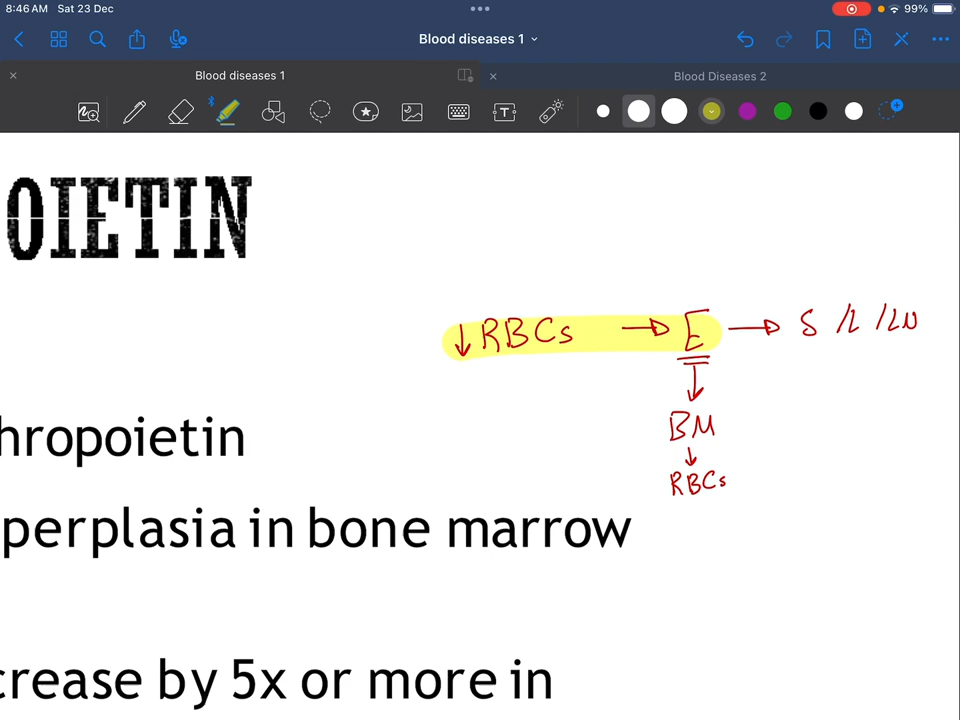 8:46 AM Sat 23 Dec
99%
Blood diseases 1
Blood diseases 1
Blood Diseases 2
OIETIN
↓ RBCs → E → S /L /LN
↓
BM
↓
RBCs
hropoietin
perplasia in bone marrow
crease by 5x or more in